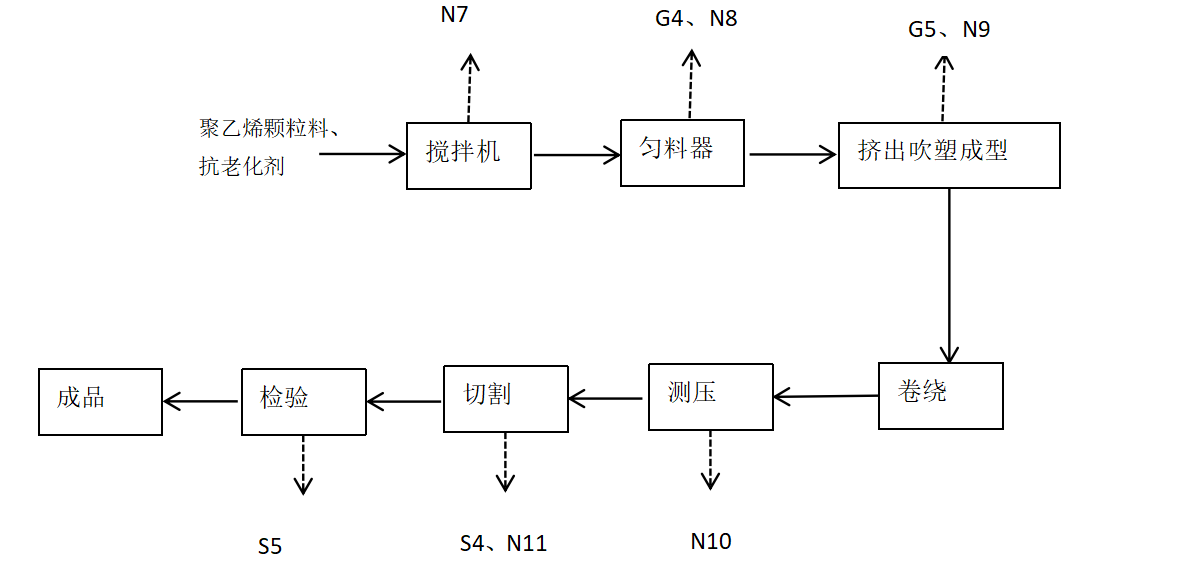 N7
G4、N8
G5、N9
聚乙烯颗粒料、
抗老化剂
搅拌机
匀料器
挤出吹塑成型
成品
检验
切割
测压
卷绕
S5
S4、N11
N10